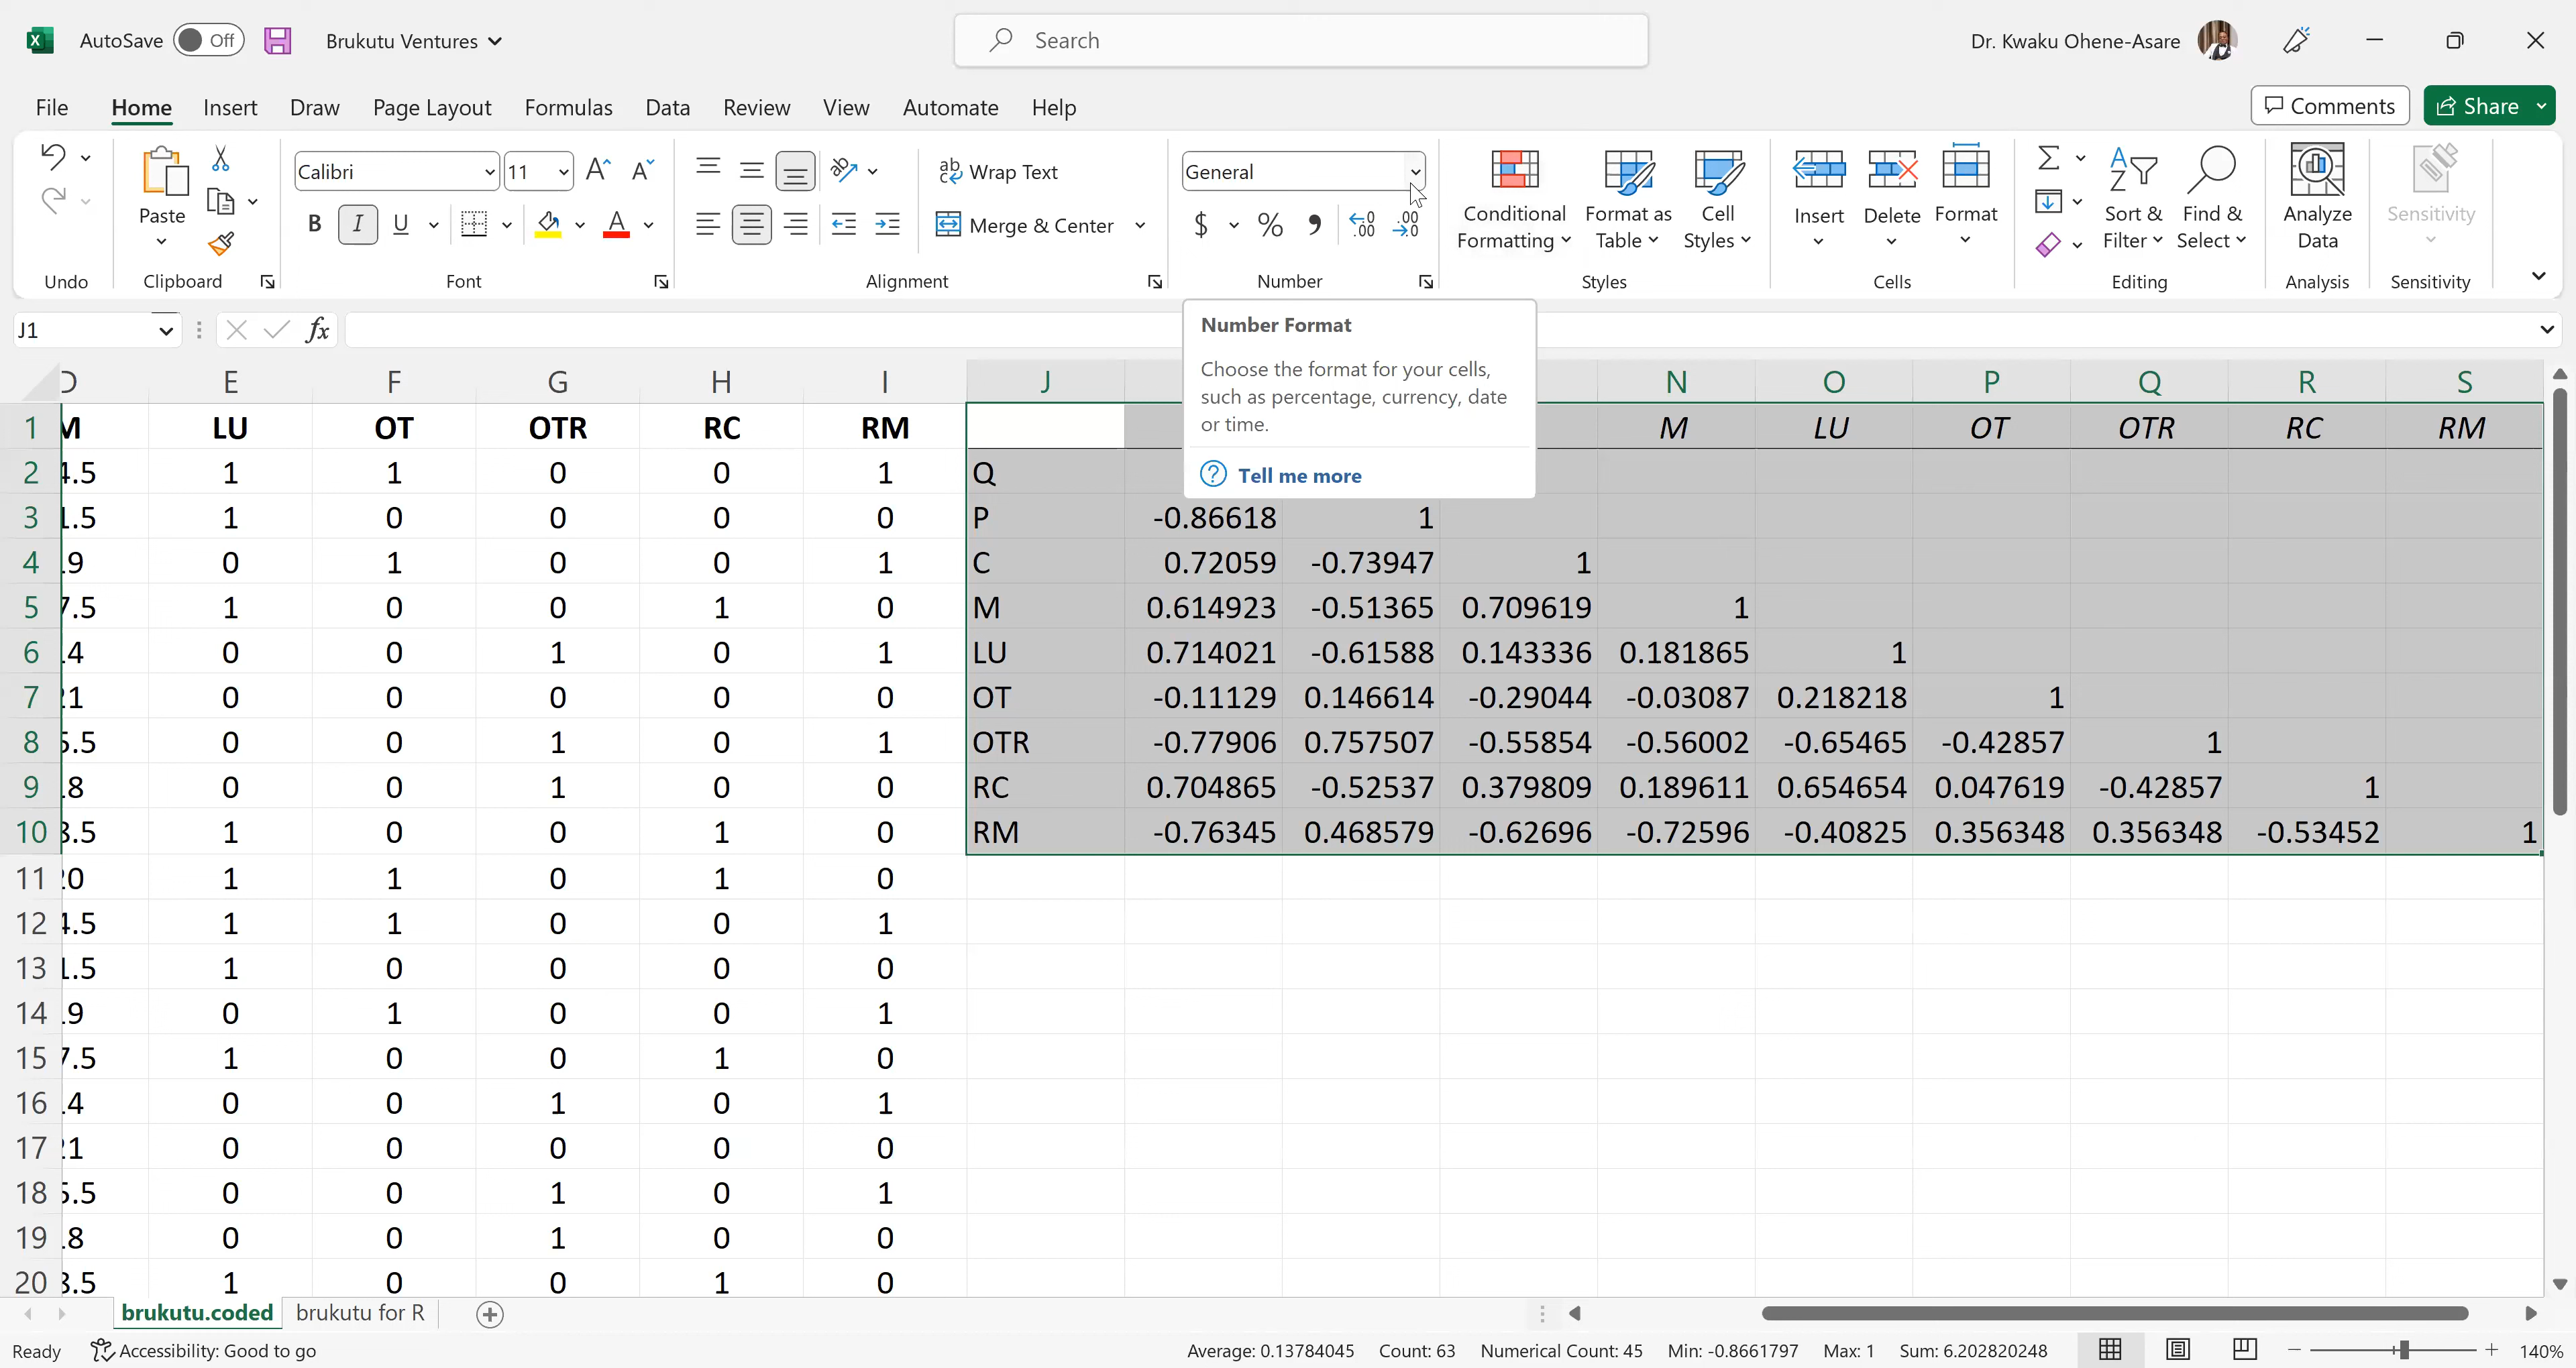 AutoSave Off Brukutu Ventures Search Dr. Kwaku Ohene-Asare
File Home Insert Draw Page Layout Formulas Data Review View Automate Help Comments Share
Calibri 11 Wrap Text General
Paste B I U Merge & Center $ % Conditional Formatting Format as Table Cell Styles Insert Delete Format Sort & Filter Find & Select Analyze Data Sensitivity
Undo Clipboard Font Alignment Number Styles Cells Editing Analysis Sensitivity
J1 fx
Number Format
Choose the format for your cells,
such as percentage, currency, date
or time.
Tell me more
D E F G H I J N O P Q R S
1 M LU OT OTR RC RM M LU OT OTR RC RM
2 4.5 1 1 0 0 1 Q
3 1.5 1 0 0 0 0 P -0.86618 1
4 9 0 1 0 0 1 C 0.72059 -0.73947 1
5 7.5 1 0 0 1 0 M 0.614923 -0.51365 0.709619 1
6 4 0 0 1 0 1 LU 0.714021 -0.61588 0.143336 0.181865 1
7 21 0 0 0 0 0 OT -0.11129 0.146614 -0.29044 -0.03087 0.218218 1
8 5.5 0 0 1 0 1 OTR -0.77906 0.757507 -0.55854 -0.56002 -0.65465 -0.42857 1
9 8 0 0 1 0 0 RC 0.704865 -0.52537 0.379809 0.189611 0.654654 0.047619 -0.42857 1
10 3.5 1 0 0 1 0 RM -0.76345 0.468579 -0.62696 -0.72596 -0.40825 0.356348 0.356348 -0.53452 1
11 20 1 1 0 1 0
12 4.5 1 1 0 0 1
13 1.5 1 0 0 0 0
14 9 0 1 0 0 1
15 7.5 1 0 0 1 0
16 4 0 0 1 0 1
17 21 0 0 0 0 0
18 5.5 0 0 1 0 1
19 8 0 0 1 0 0
20 3.5 1 0 0 1 0
brukutu.coded brukutu for R
Ready Accessibility: Good to go Average: 0.13784045 Count: 63 Numerical Count: 45 Min: -0.8661797 Max: 1 Sum: 6.202820248 140%